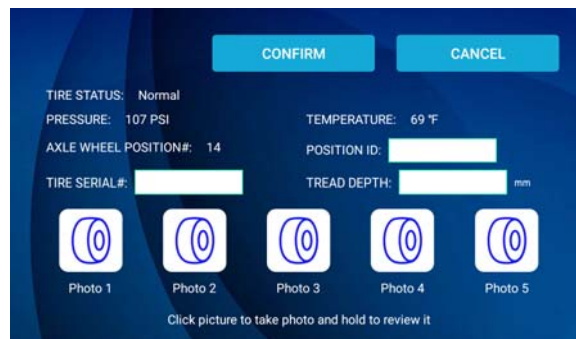 CONFIRM CANCEL
TIRE STATUS: Normal
PRESSURE: 107 PSI TEMPERATURE: 69 °F
AXLE WHEEL POSITION#: 14 POSITION ID:
TIRE SERIAL#: TREAD DEPTH: mm
Photo 1 Photo 2 Photo 3 Photo 4 Photo 5
Click picture to take photo and hold to review it